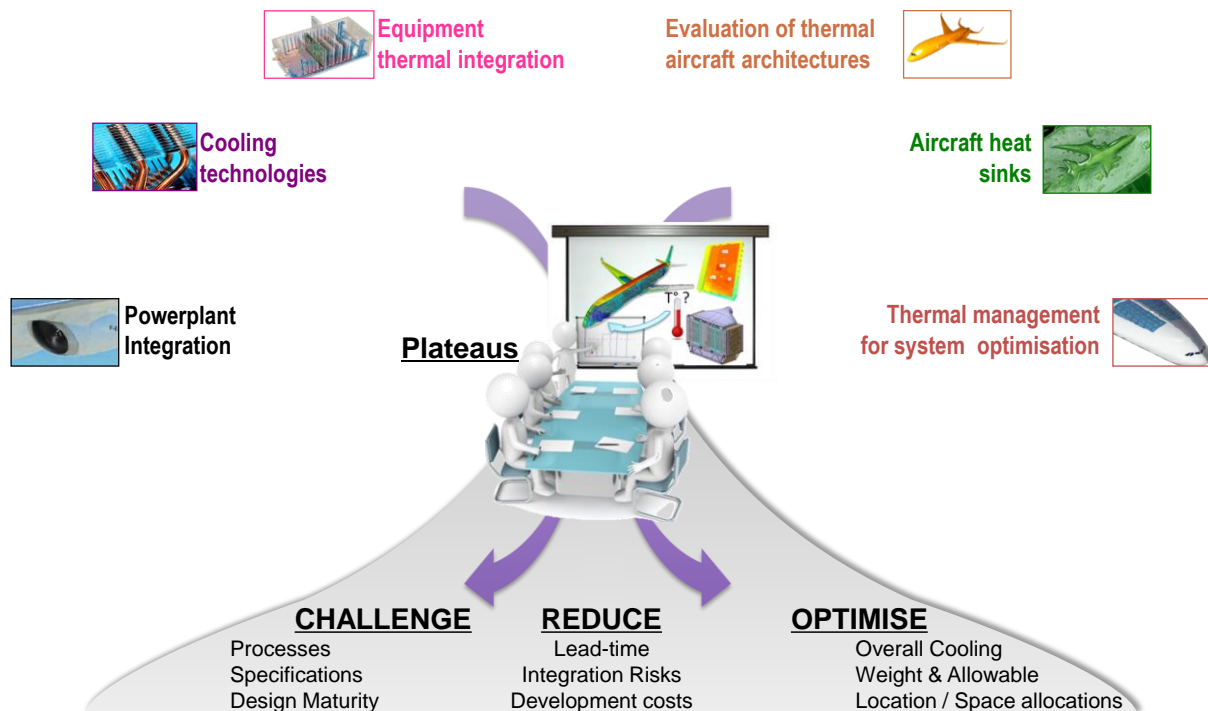 Equipment
thermal integration
Evaluation of thermal
aircraft architectures
Cooling
technologies
Aircraft heat
sinks
Powerplant
Integration
Thermal management
for system optimisation
Plateaus
T° ?
CHALLENGE
Processes
Specifications
Design Maturity
REDUCE
Lead-time
Integration Risks
Development costs
OPTIMISE
Overall Cooling
Weight & Allowable
Location / Space allocations